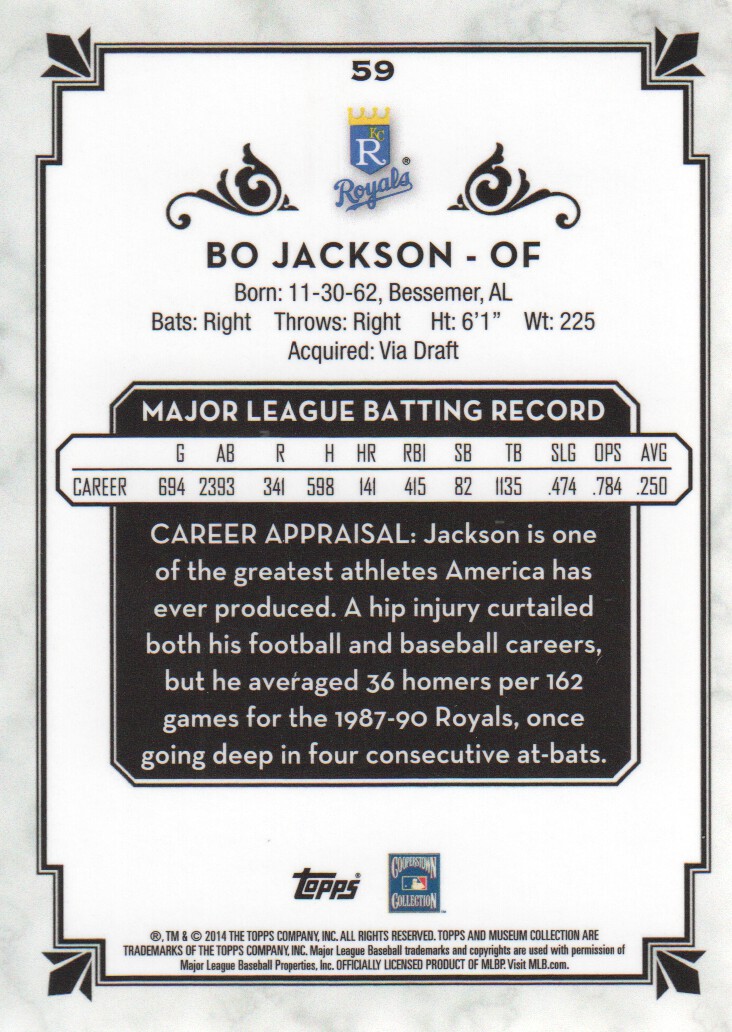 59
KC
R
Royals®
BO JACKSON - OF
Born: 11-30-62, Bessemer, AL
Bats: Right Throws: Right Ht: 6'1" Wt: 225
Acquired: Via Draft
MAJOR LEAGUE BATTING RECORD
G AB R H HR RBI SB TB SLG OPS AVG
CAREER 694 2393 341 598 141 415 82 1135 .474 .784 .250
CAREER APPRAISAL: Jackson is one
of the greatest athletes America has
ever produced. A hip injury curtailed
both his football and baseball careers,
but he averaged 36 homers per 162
games for the 1987-90 Royals, once
going deep in four consecutive at-bats.
Topps®
COOPERSTOWN
COLLECTION™
®, TM & © 2014 THE TOPPS COMPANY, INC. ALL RIGHTS RESERVED. TOPPS AND MUSEUM COLLECTION ARE
TRADEMARKS OF THE TOPPS COMPANY, INC. Major League Baseball trademarks and copyrights are used with permission of
Major League Baseball Properties, Inc. OFFICIALLY LICENSED PRODUCT OF MLBP. Visit MLB.com.